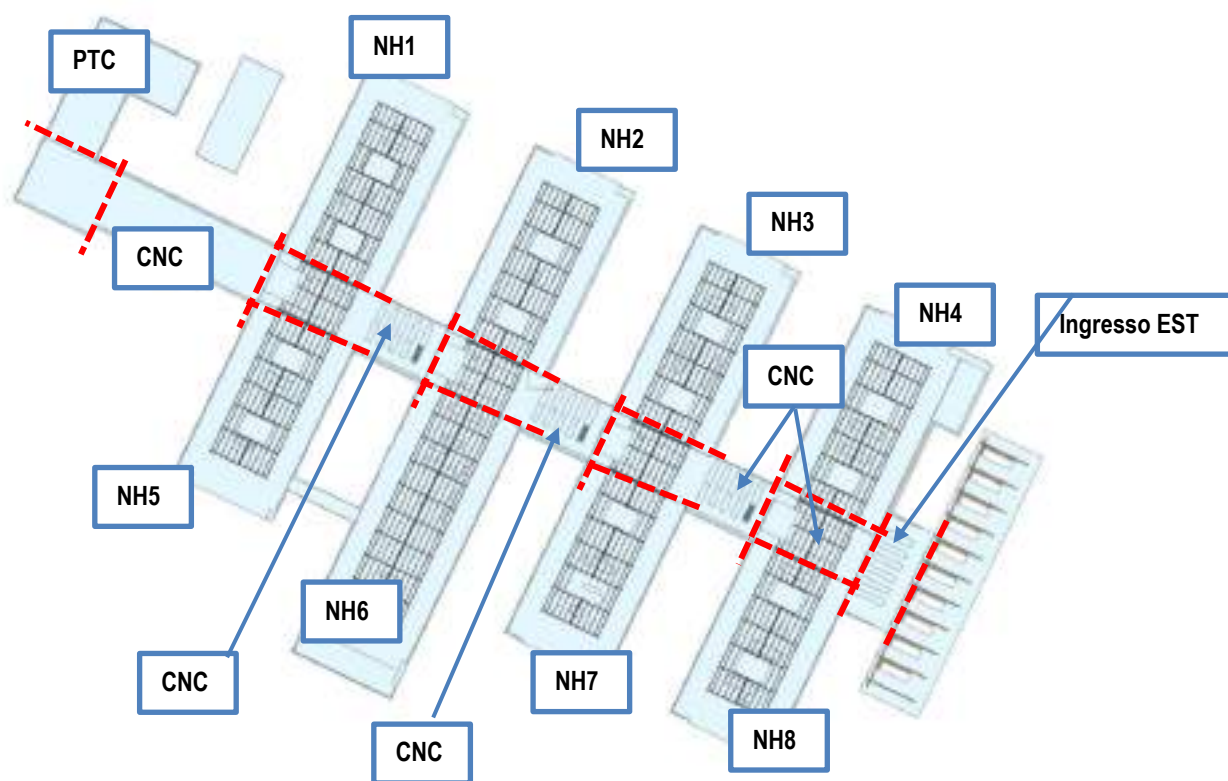 PTC
NH1
NH2
NH3
NH4
Ingresso EST
CNC
CNC
NH5
NH6
NH7
NH8
CNC
CNC